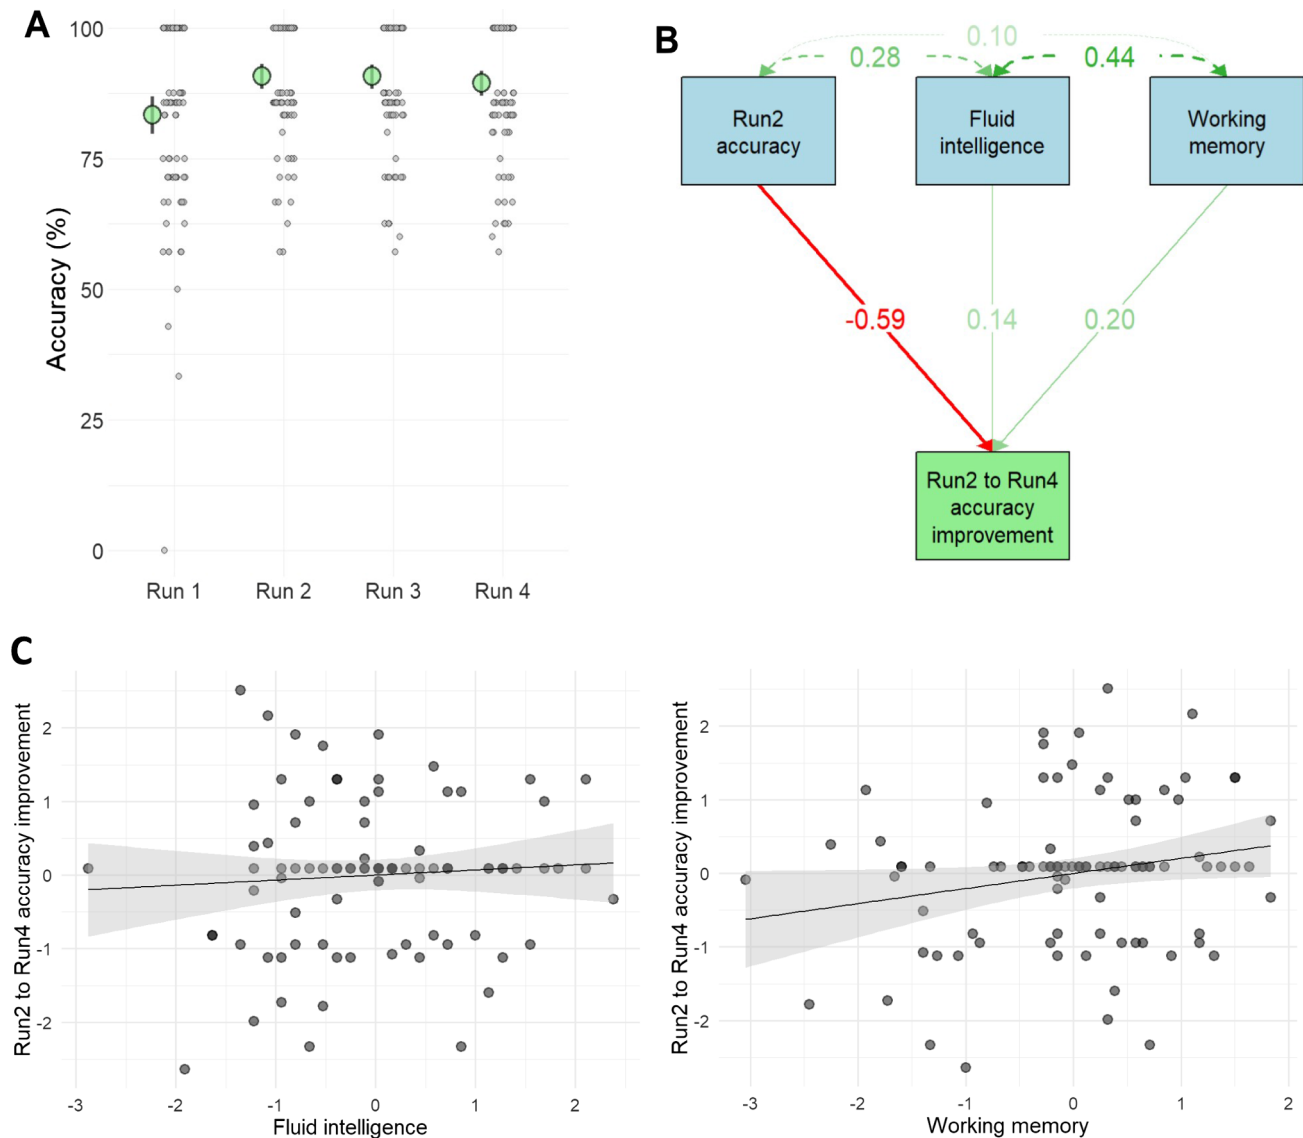 A
100
75
50
25
0
Accuracy (%)
Run 1
Run 2
Run 3
Run 4
B
0.10
0.28
0.44
Run2
accuracy
Fluid
intelligence
Working
memory
-0.59
0.14
0.20
Run2 to Run4
accuracy
improvement
C
Run2 to Run4 accuracy improvement
2
1
0
-1
-2
-3
-2
-1
0
1
2
Fluid intelligence
Run2 to Run4 accuracy improvement
2
1
0
-1
-2
-3
-2
-1
0
1
2
Working memory